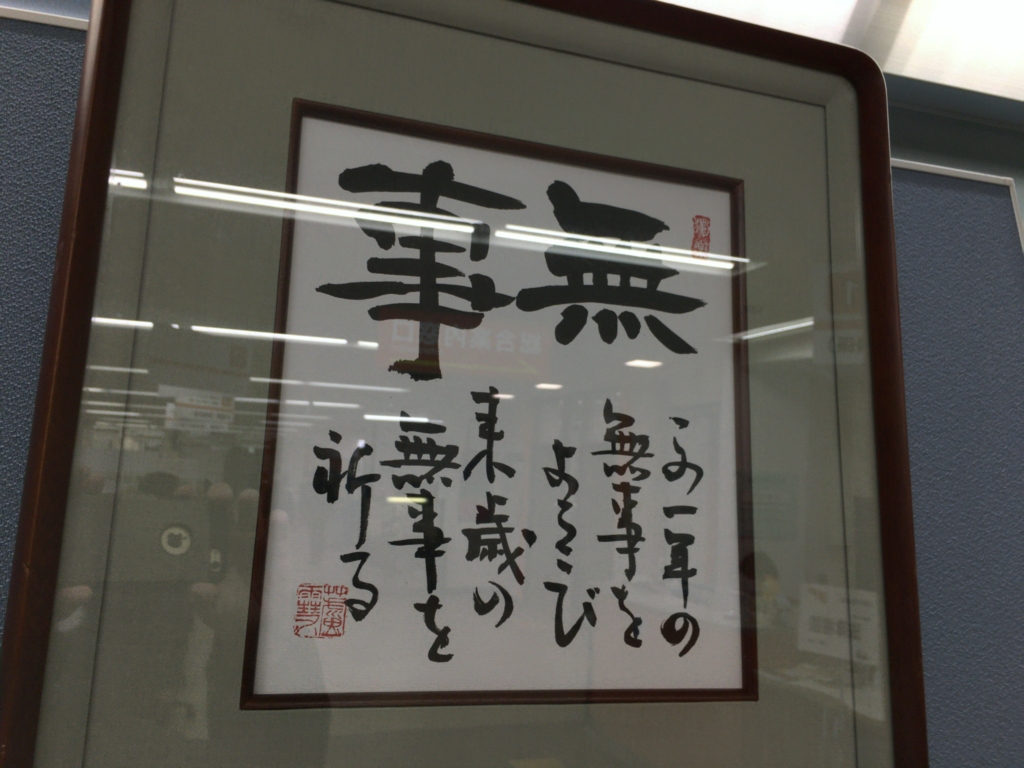 無事
この一年の
無事を
よろこび
来歳の
無事を
祈る